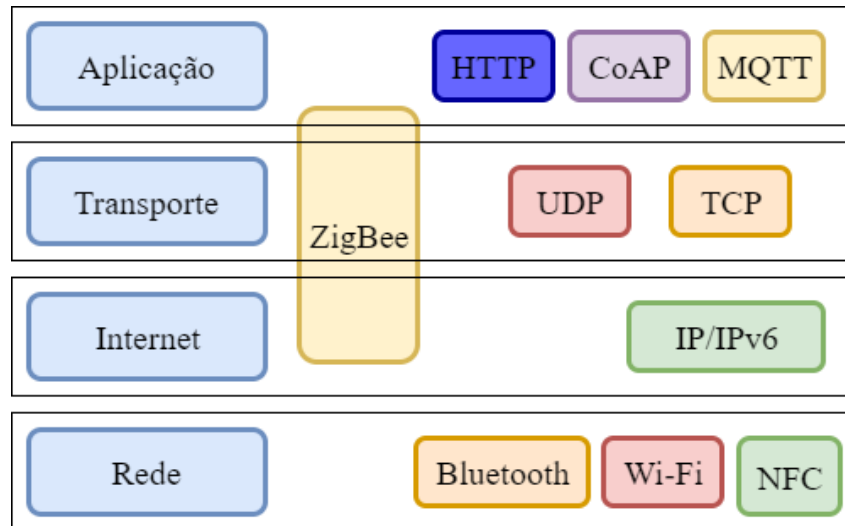 Aplicação
HTTP
CoAP
MQTT
Transporte
ZigBee
UDP
TCP
Internet
IP/IPv6
Rede
Bluetooth
Wi-Fi
NFC